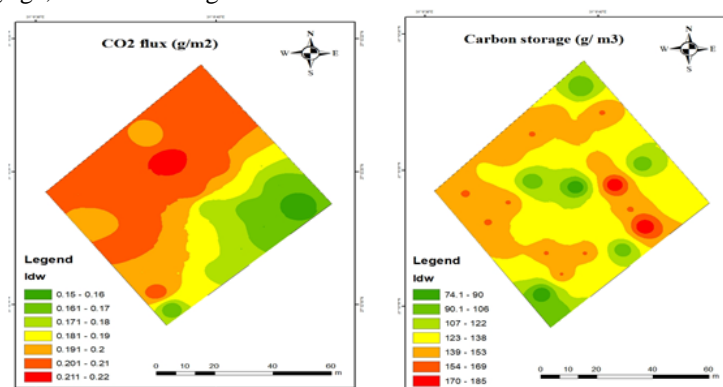 CO2 flux (g/m2)
N
W E
S
Legend
Idw
0.15 - 0.16
0.161 - 0.17
0.171 - 0.18
0.181 - 0.19
0.191 - 0.2
0.201 - 0.21
0.211 - 0.22
0 10 20 40 60
m
Carbon storage (g/ m3)
N
W E
S
Legend
Idw
74.1 - 90
90.1 - 106
107 - 122
123 - 138
139 - 153
154 - 169
170 - 185
0 10 20 40 60
m